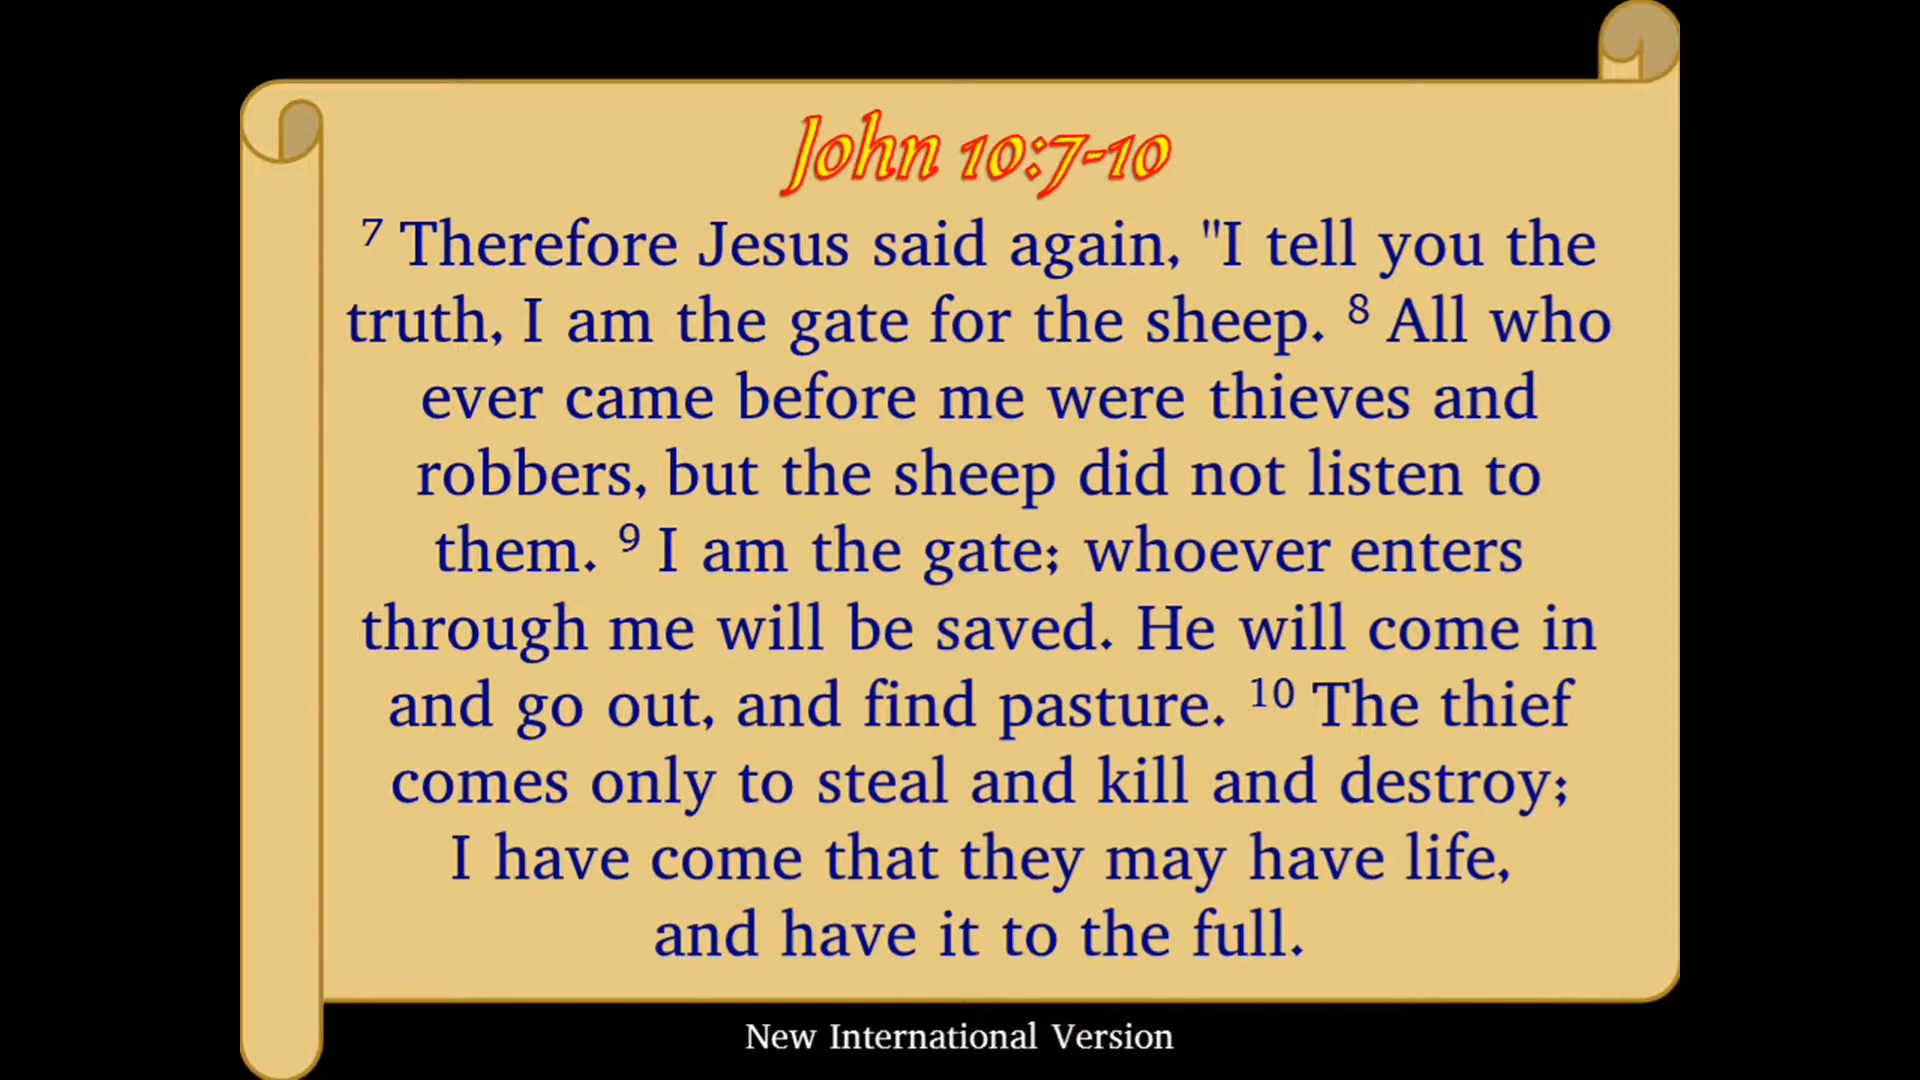 John 10:7-10
7 Therefore Jesus said again, "I tell you the
truth, I am the gate for the sheep. 8 All who
ever came before me were thieves and
robbers, but the sheep did not listen to
them. 9 I am the gate; whoever enters
through me will be saved. He will come in
and go out, and find pasture. 10 The thief
comes only to steal and kill and destroy;
I have come that they may have life,
and have it to the full.
New International Version